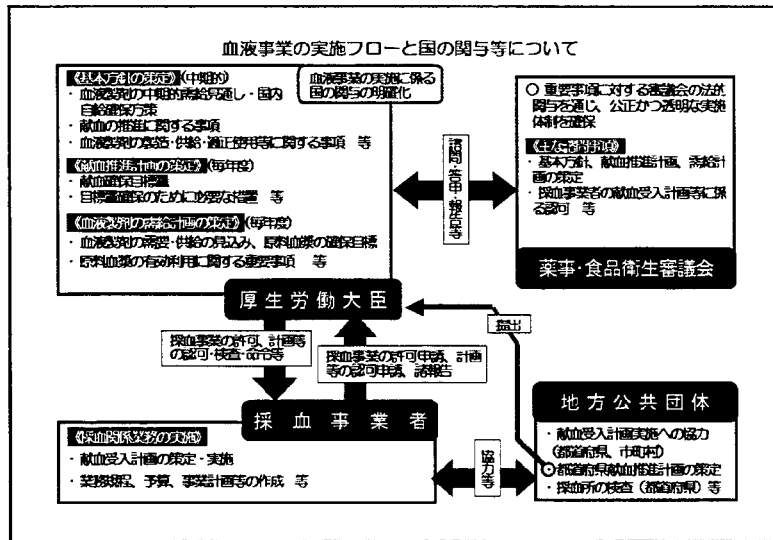 血液事業の実施フローと国の関与等について
《基本方針の策定》(中期的)
・ 血液製剤の中期的需給見通し・国内
自給確保方策
・ 献血の推進に関する事項
・ 血液製剤の製造・供給・適正使用等に関する事項 等
《献血推進計画の策定》(毎年度)
・ 献血確保目標量
・ 目標量確保のために必要な措置 等
《血液製剤の需給計画の策定》(毎年度)
・ 血液製剤の需要・供給の見込み、原料血漿の確保目標
・ 原料血漿の有効利用に関する重要事項 等
血液事業の実施に係る
国の関与の明確化
諮問・答申・報告等
○ 重要事項に対する審議会の法的
関与を通じ、公正かつ透明な実施
体制を確保
《主な審議事項》
・ 基本方針、献血推進計画、需給計
画の策定
・ 採血事業者の献血受入計画等に係
る認可 等
薬事・食品衛生審議会
厚生労働大臣
採血事業の許可、計画等
の認可・検査・命令等
採血事業の許可申請、計画
等の認可申請、諸報告
提出
採血事業者
《採血関係業務の実施》
・ 献血受入計画の策定・実施
・ 業務規程、予算、事業計画等の作成 等
協力等
地方公共団体
・ 献血受入計画実施への協力
(都道府県、市町村)
○都道府県献血推進計画の策定
・ 採血所の検査(都道府県)等